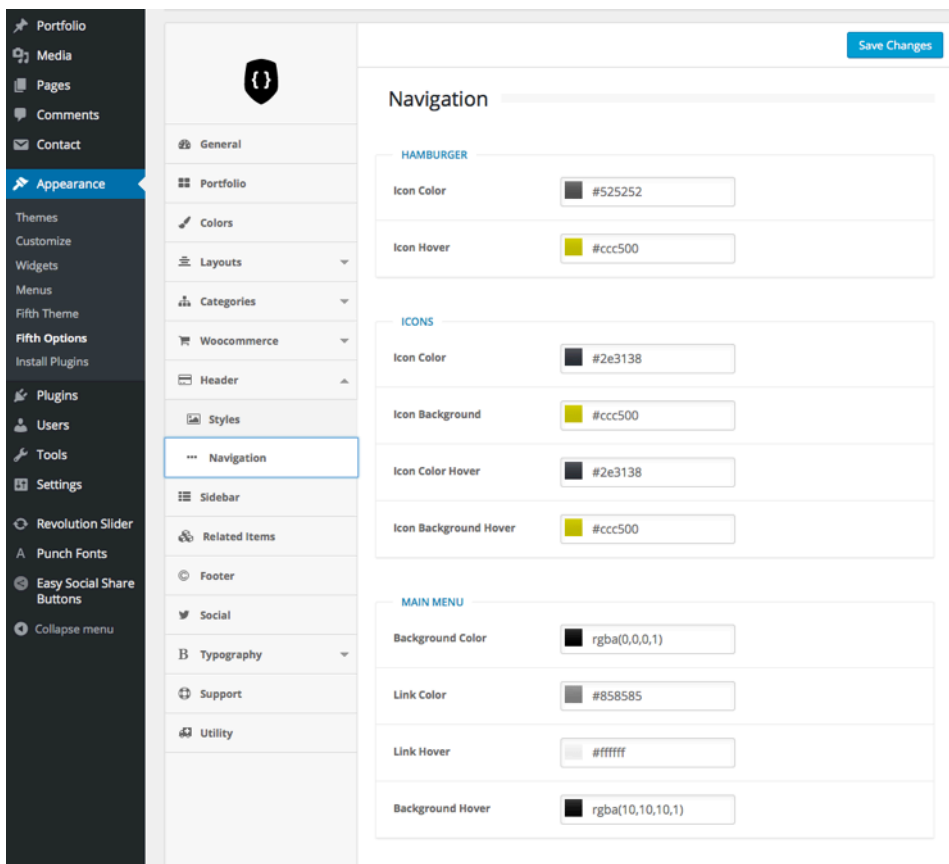 Portfolio
Media
Pages
Comments
Contact
Appearance
Themes
Customize
Widgets
Menus
Fifth Theme
Fifth Options
Install Plugins
Plugins
Users
Tools
Settings
Revolution Slider
A Punch Fonts
Easy Social Share
Buttons
Collapse menu
{}
General
Portfolio
Colors
Layouts
Categories
Woocommerce
Header
Styles
Navigation
Sidebar
Related Items
© Footer
Social
B Typography
Support
Utility
Save Changes
Navigation
HAMBURGER
Icon Color #525252
Icon Hover #ccc500
ICONS
Icon Color #2e3138
Icon Background #ccc500
Icon Color Hover #2e3138
Icon Background Hover #ccc500
MAIN MENU
Background Color rgba(0,0,0,1)
Link Color #858585
Link Hover #ffffff
Background Hover rgba(10,10,10,1)